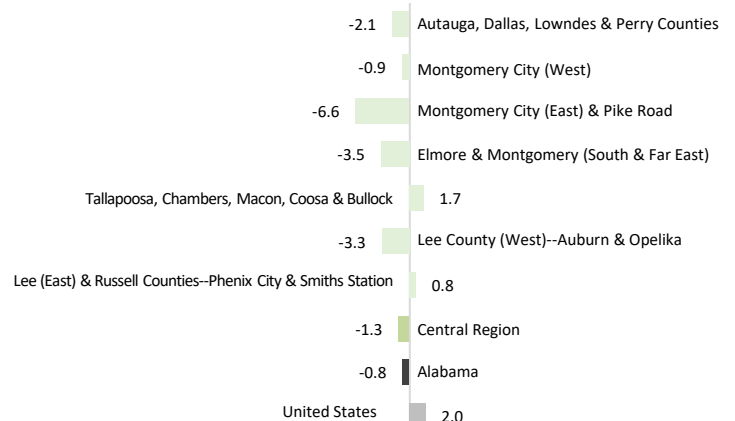 -2.1 Autauga, Dallas, Lowndes & Perry Counties
-0.9 Montgomery City (West)
-6.6 Montgomery City (East) & Pike Road
-3.5 Elmore & Montgomery (South & Far East)
Tallapoosa, Chambers, Macon, Coosa & Bullock 1.7
-3.3 Lee County (West)--Auburn & Opelika
Lee (East) & Russell Counties--Phenix City & Smiths Station 0.8
-1.3 Central Region
-0.8 Alabama
United States 2.0